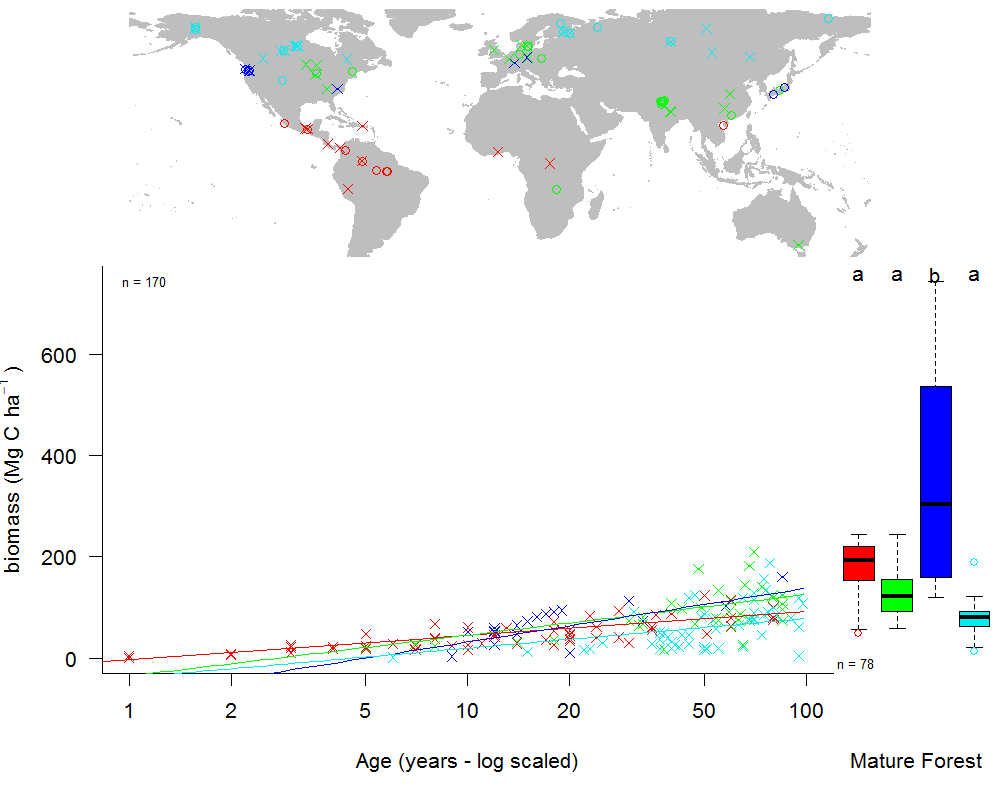 a a b a
n = 170
600
400
200
0
biomass (Mg C ha⁻¹ )
n = 78
1 2 5 10 20 50 100
Age (years - log scaled) Mature Forest